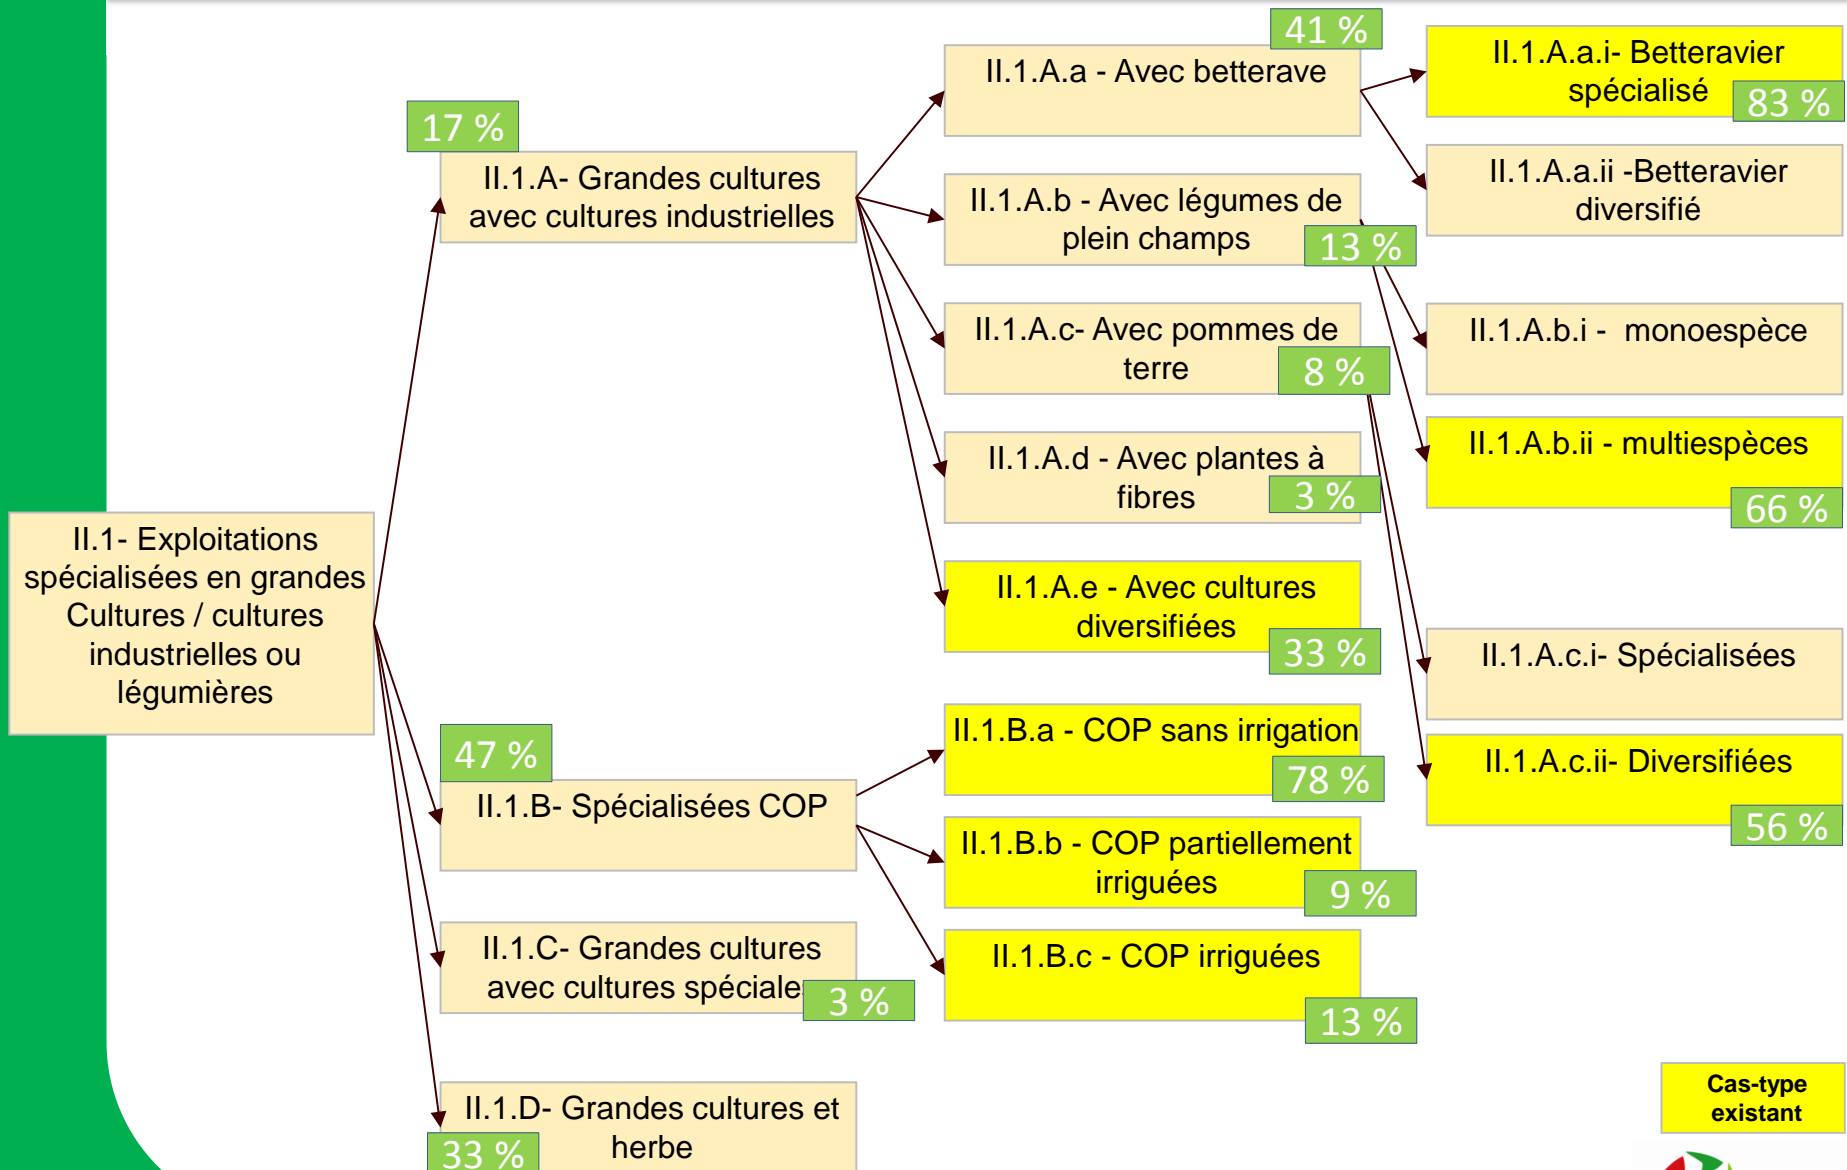 41 %
II.1.A.a - Avec betterave
II.1.A.a.i- Betteravier
spécialisé
83 %
17 %
II.1.A- Grandes cultures
avec cultures industrielles
II.1.A.a.ii -Betteravier
diversifié
II.1.A.b - Avec légumes de
plein champs
13 %
II.1.A.c- Avec pommes de
terre
8 %
II.1.A.b.i -  monoespèce
II.1.A.d - Avec plantes à
fibres
3 %
II.1.A.b.ii - multiespèces
66 %
II.1- Exploitations
spécialisées en grandes
Cultures / cultures
industrielles ou
légumières
II.1.A.e - Avec cultures
diversifiées
33 %
II.1.A.c.i- Spécialisées
47 %
II.1.B- Spécialisées COP
II.1.B.a - COP sans irrigation
78 %
II.1.A.c.ii- Diversifiées
56 %
II.1.B.b - COP partiellement
irriguées
9 %
II.1.C- Grandes cultures
avec cultures spéciale
3 %
II.1.B.c - COP irriguées
13 %
II.1.D- Grandes cultures et
herbe
33 %
Cas-type
existant